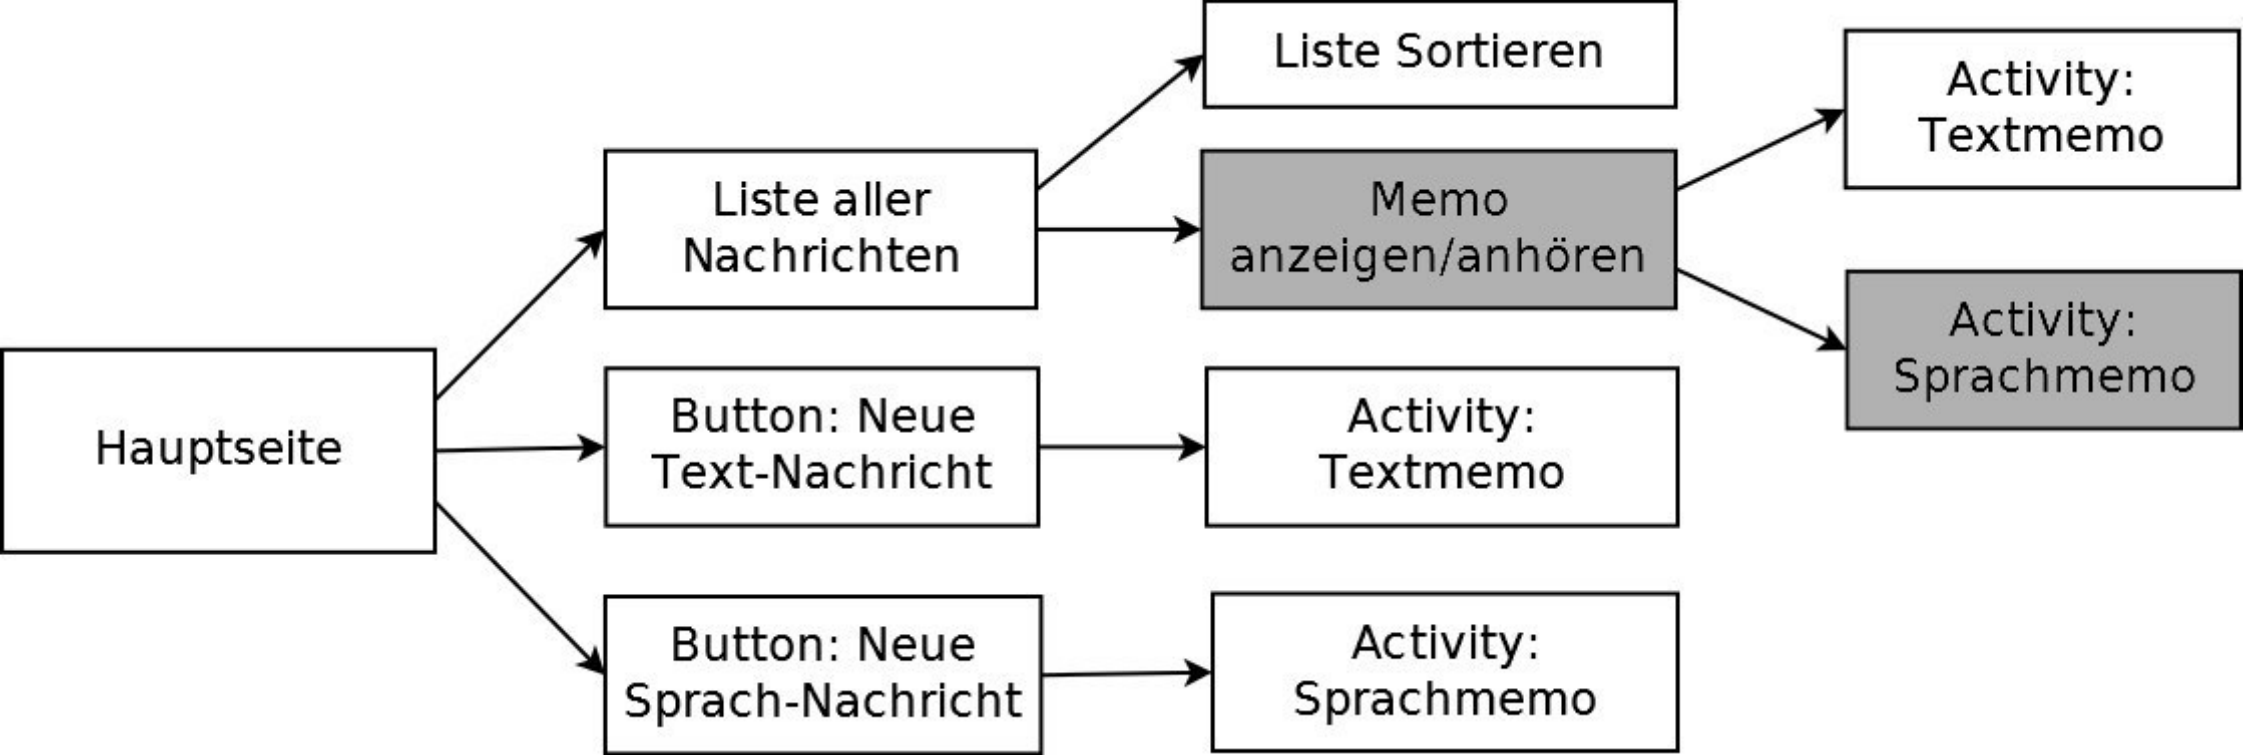 Liste Sortieren
Activity:
Textmemo
Liste aller
Nachrichten
Memo
anzeigen/anhören
Activity:
Sprachmemo
Hauptseite
Button: Neue
Text-Nachricht
Activity:
Textmemo
Button: Neue
Sprach-Nachricht
Activity:
Sprachmemo